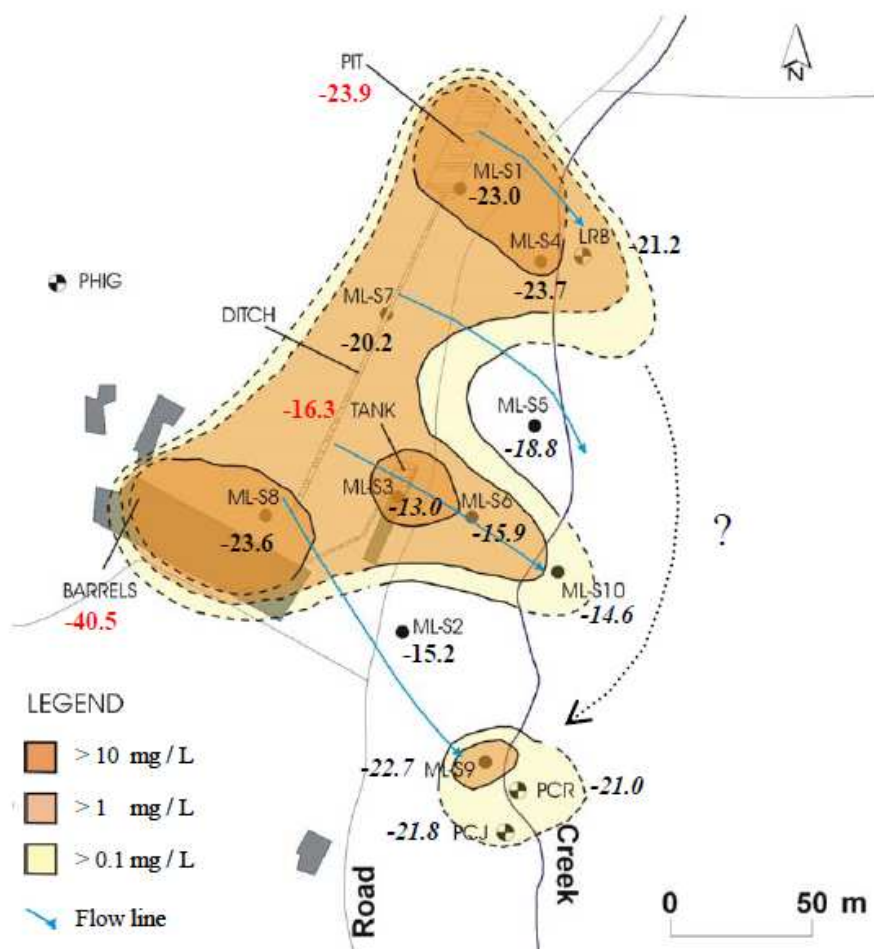 PIT
-23.9
N
ML-S1
-23.0
ML-S4
LRB
-21.2
-23.7
PHIG
ML-S7
DITCH
-20.2
-16.3
TANK
ML-S5
-18.8
ML-S8
ML-S3
-13.0
ML-S6
-15.9
?
-23.6
BARRELS
-40.5
ML-S10
-14.6
ML-S2
-15.2
LEGEND
> 10 mg / L
> 1 mg / L
> 0.1 mg / L
Flow line
-22.7
ML-S9
PCR
-21.0
-21.8
PCJ
Road
Creek
0 50 m